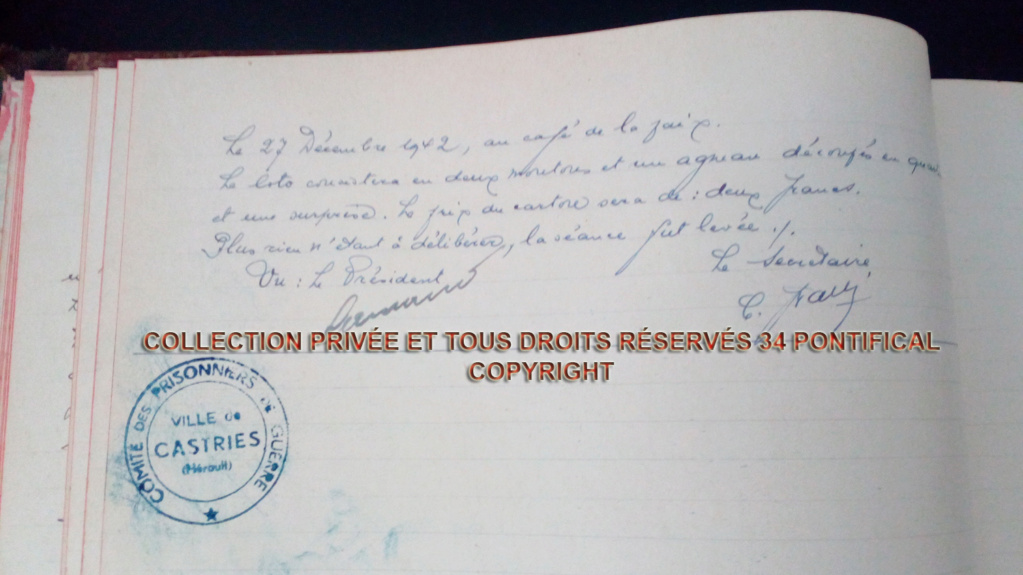 Le 27 Décembre 1942, au café de la paix.
Le loto consistera en deux moutons et un agneau découpés en
et une surprise. Le prix du carton sera de : deux francs.
Plus rien n'étant à délibérer, la séance fut levée ./.
Vu : Le Président
Le Secrétaire
C.
COLLECTION PRIVÉE ET TOUS DROITS RÉSERVÉS 34 PONTIFICAL
COPYRIGHT
COMITÉ DES PRISONNIERS de GUERRE
VILLE de
CASTRIES
(Hérault)